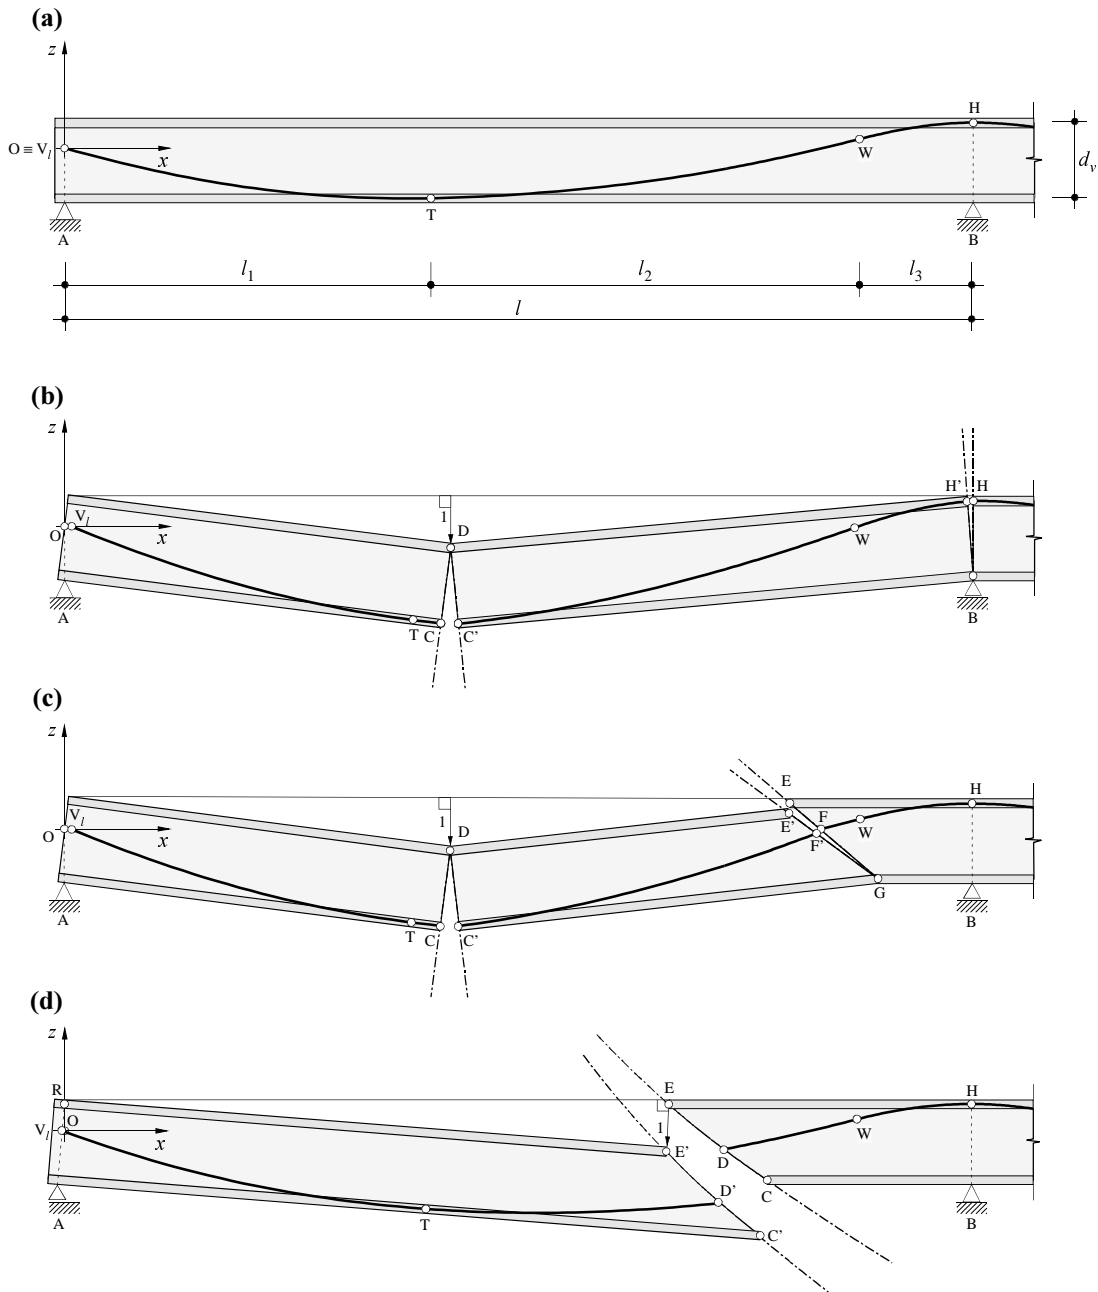 (a)
z
H
O ≡ V_l
x
W
d_v
T
A
B
l_1
l_2
l_3
l
(b)
z
H' H
V_l
1
D
O
x
W
T C C'
A
B
(c)
z
E
H
V_l
1
D
E' F
O
x
F' W
G
T C C'
A
B
(d)
z
R
E
H
O
V_l
x
1
W
E'
D
C
D'
T
A
B
C'